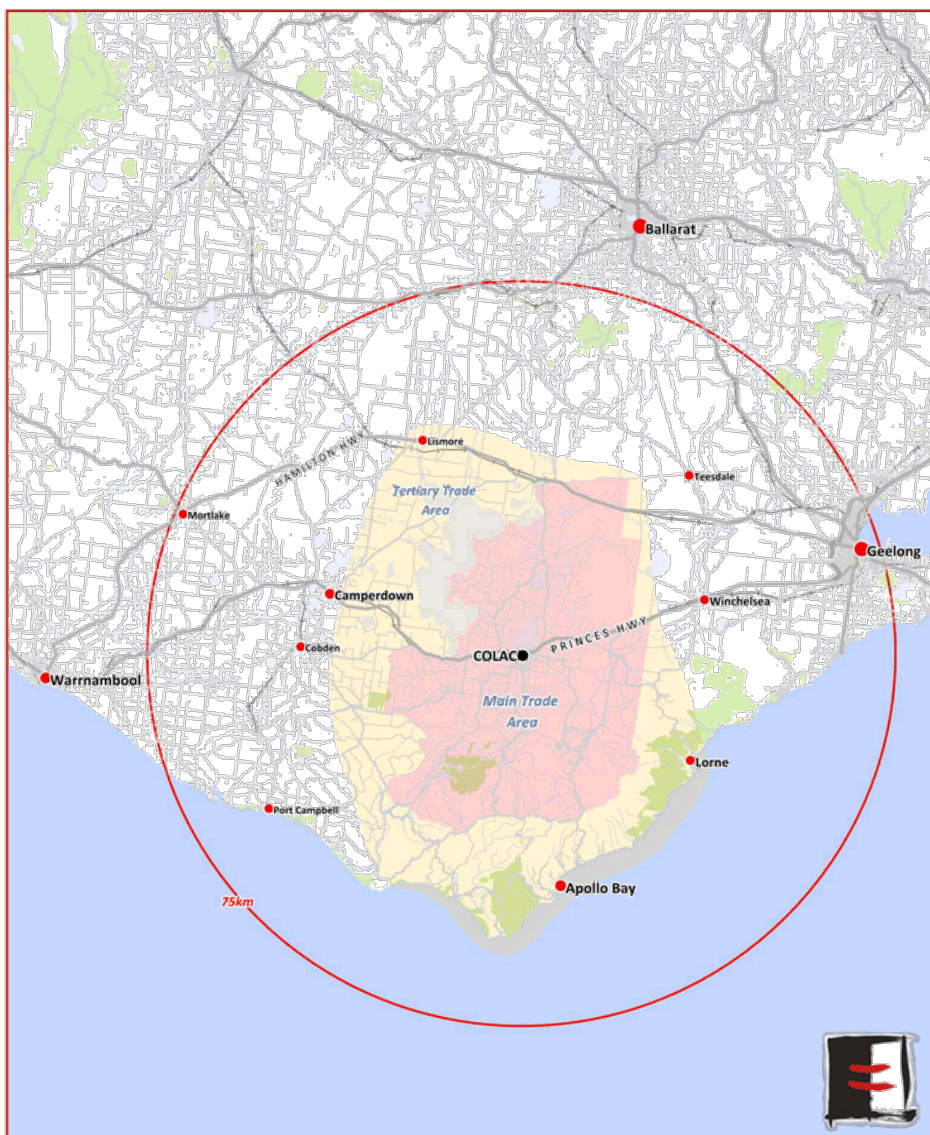 Ballarat
Lismore
HAMILTON HWY
Teesdale
Tertiary Trade
Area
Mortlake
Geelong
Camperdown
Winchelsea
PRINCES HWY
Cobden
COLAC
Warrnambool
Main Trade
Area
Lorne
Port Campbell
Apollo Bay
75km